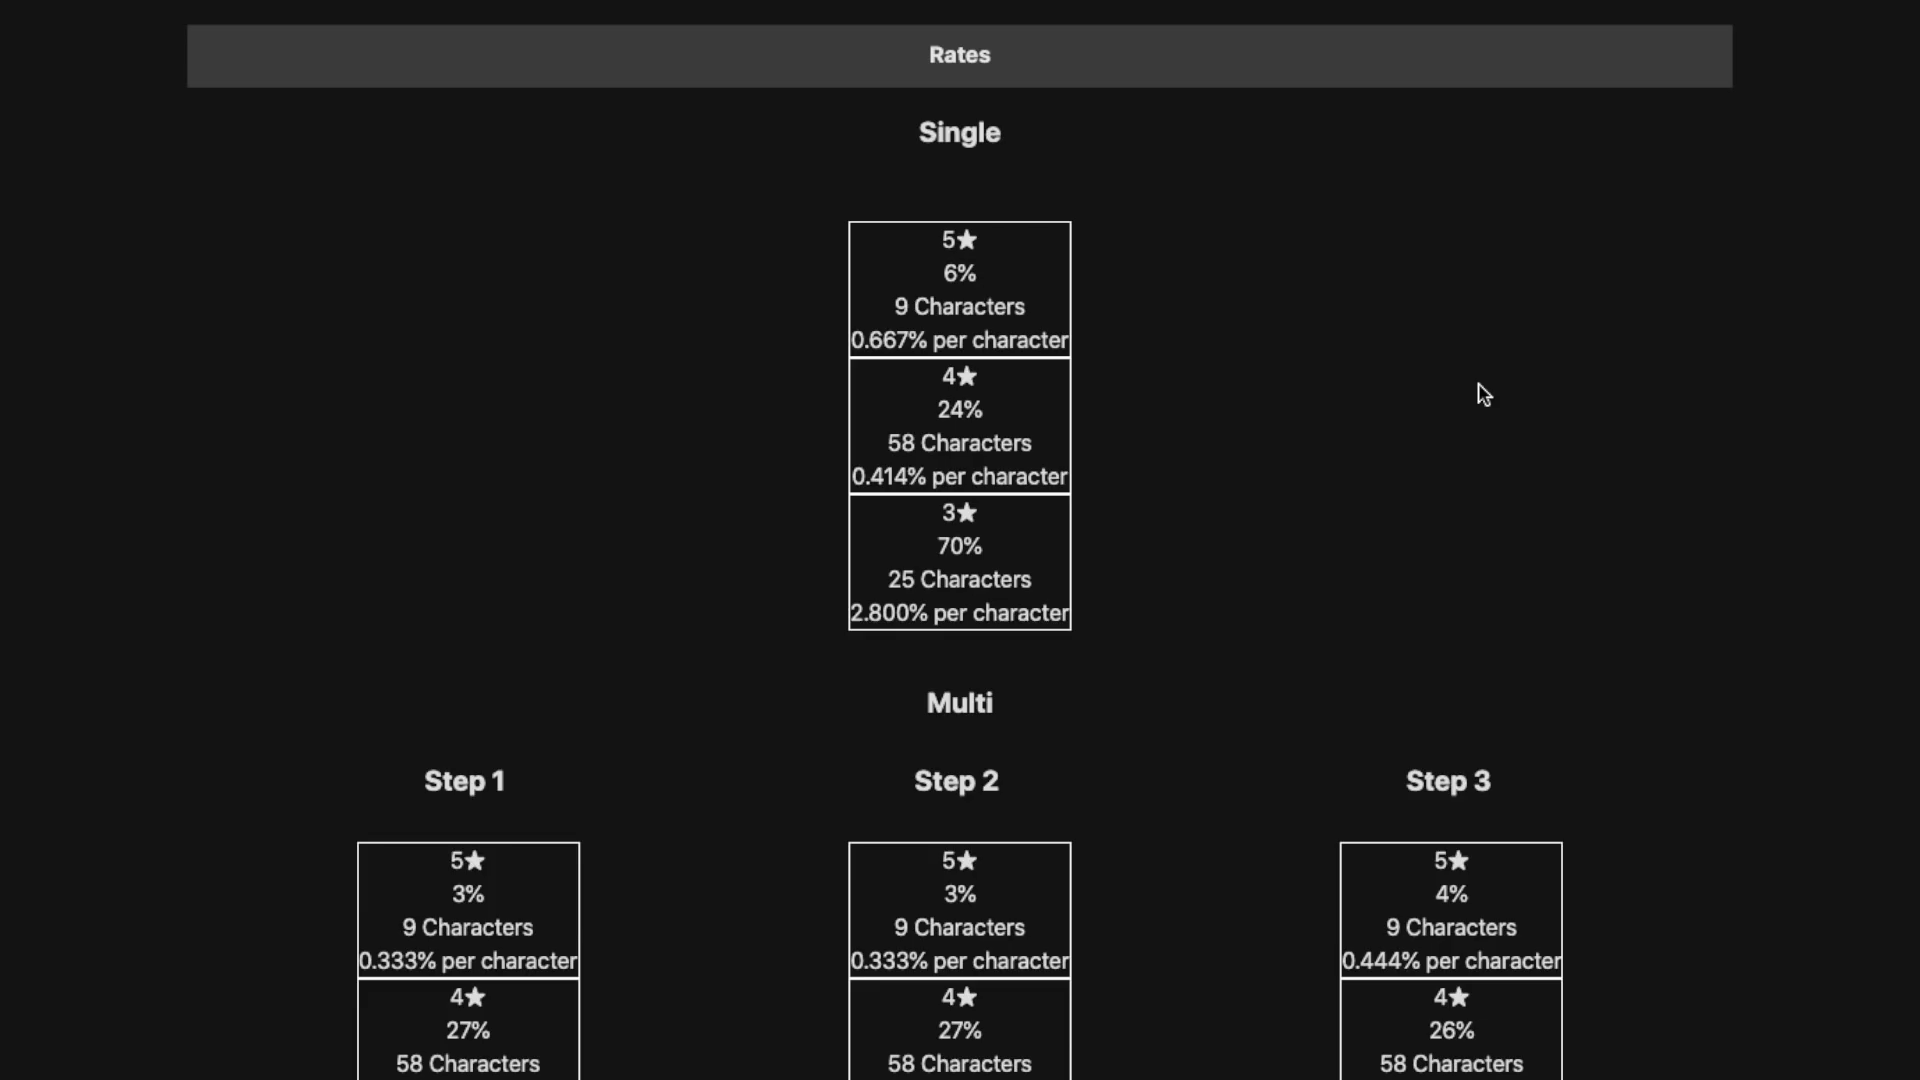 Rates
Single
5★
6%
9 Characters
0.667% per character
4★
24%
58 Characters
0.414% per character
3★
70%
25 Characters
2.800% per character
Multi
Step 1
Step 2
Step 3
5★
3%
9 Characters
0.333% per character
4★
27%
58 Characters
5★
3%
9 Characters
0.333% per character
4★
27%
58 Characters
5★
4%
9 Characters
0.444% per character
4★
26%
58 Characters